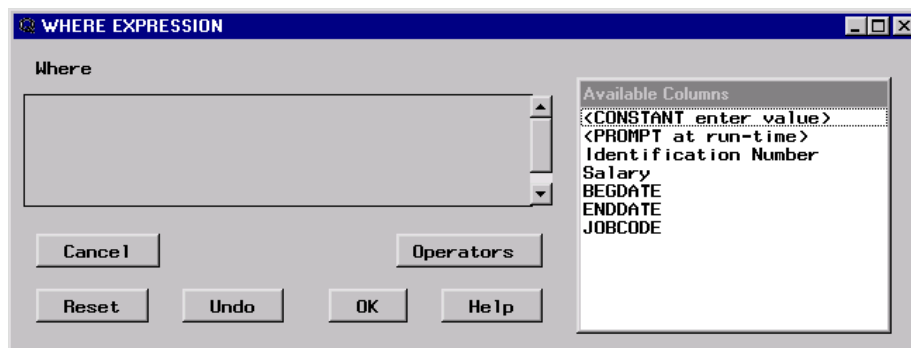 WHERE EXPRESSION
Where
Available Columns
<CONSTANT enter value>
<PROMPT at run-time>
Identification Number
Salary
BEGDATE
ENDDATE
JOBCODE
Cancel
Operators
Reset
Undo
OK
Help